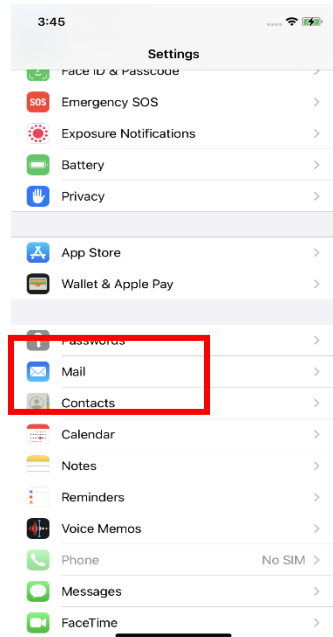 3:45
Settings
Face ID & Passcode
SOS Emergency SOS
Exposure Notifications
Battery
Privacy
App Store
Wallet & Apple Pay
Passwords
Mail
Contacts
Calendar
Notes
Reminders
Voice Memos
Phone No SIM
Messages
FaceTime